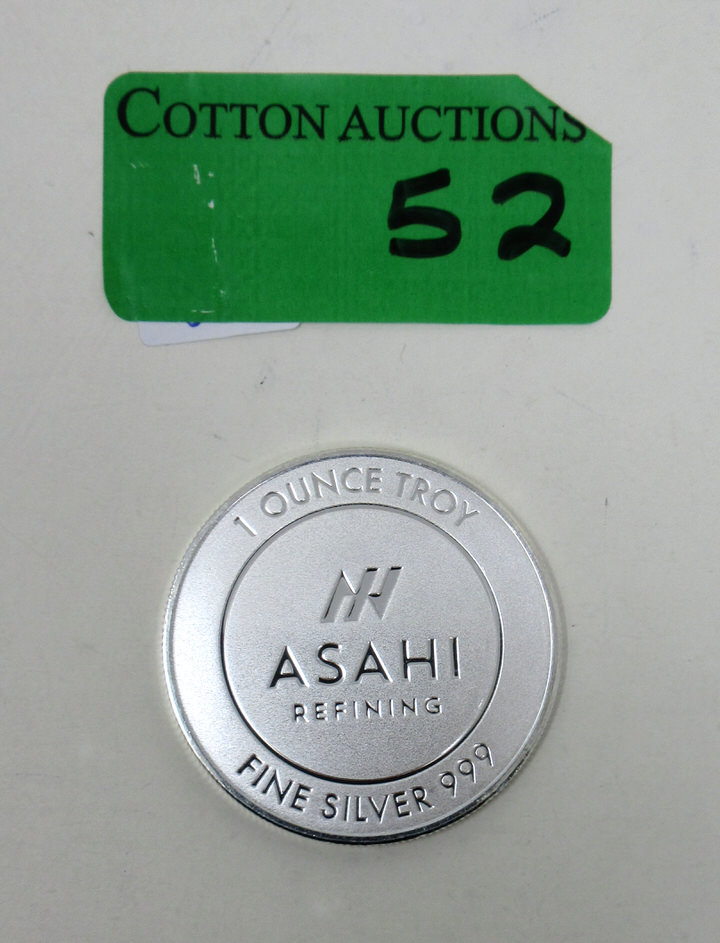 COTTON AUCTIONS
52
1 OUNCE TROY
ASAHI
REFINING
FINE SILVER 999